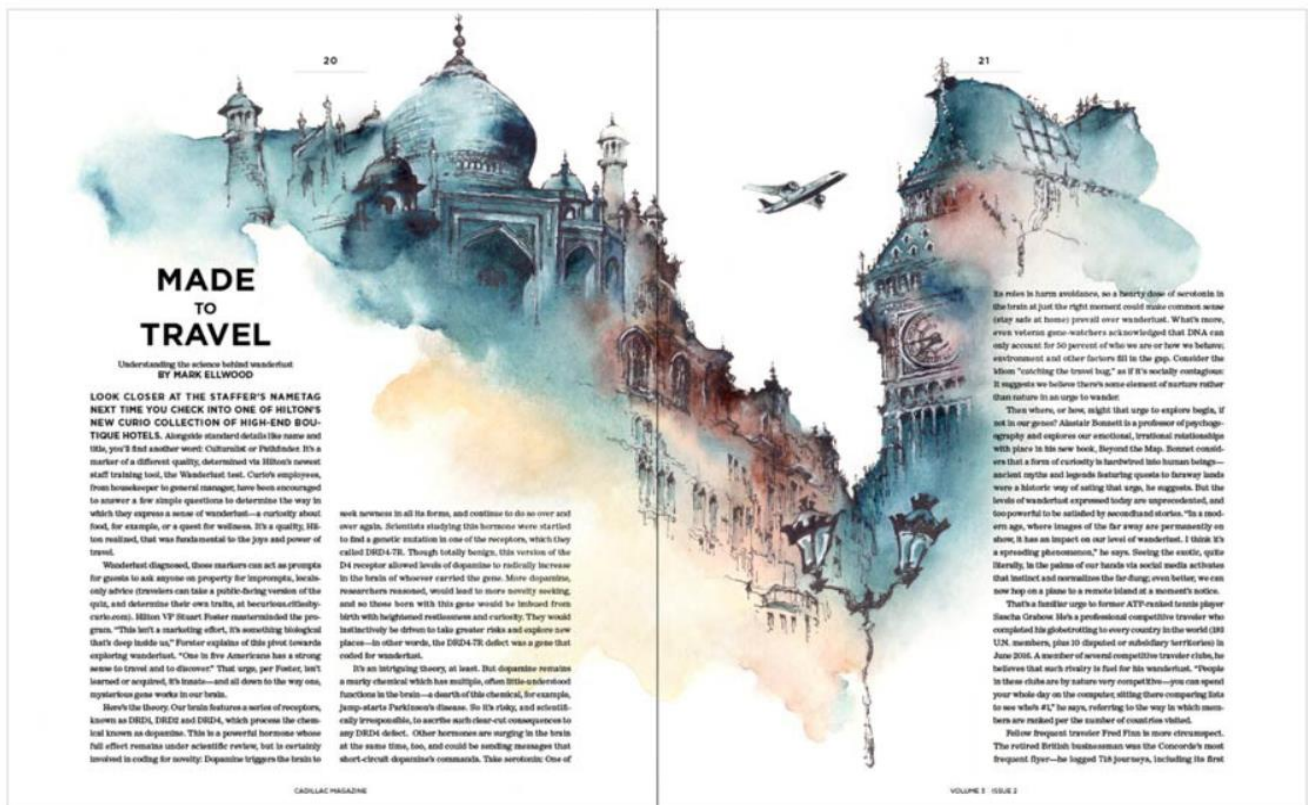 20
MADE
TO
TRAVEL
Understanding the science behind wanderlust
BY MARK ELLWOOD
LOOK CLOSER AT THE STAFFER'S NAMETAG
NEXT TIME YOU CHECK INTO ONE OF HILTON'S
NEW CURIO COLLECTION OF HIGH-END BOU-
TIQUE HOTELS. Alongside standard details like name and
title, you'll find another word: Culturalist or Pathfinder. It's a
marker of a different quality, determined via Hilton's newest
staff training tool, the Wanderlust test. Curio's employees,
from housekeeper to general manager, have been encouraged
to answer a few simple questions to determine the way in
which they express a sense of wanderlust—a curiosity about
food, for example, or a quest for wellness. It's a quality, Hil-
ton realized, that was fundamental to the joys and power of
travel.
Wanderlust diagnosed, those markers can act as prompts
for guests to ask anyone on property for impromptu, locals-
only advice (travelers can take a public-facing version of the
quiz, and determine their own traits, at becurious.citiesby-
curio.com). Hilton VP Stuart Foster masterminded the pro-
gram. "This isn't a marketing effort, it's something biological
that's deep inside us," Forster explains of this pivot towards
exploring wanderlust. "One in five Americans has a strong
sense to travel and to discover." That urge, per Foster, isn't
learned or acquired, it's innate—and all down to the way one,
mysterious gene works in our brain.
Here's the theory. Our brain features a series of receptors,
known as DRD1, DRD2 and DRD4, which process the chem-
ical known as dopamine. This is a powerful hormone whose
full effect remains under scientific review, but is certainly
involved in coding for novelty: Dopamine triggers the brain to
seek newness in all its forms, and continue to do so over and
over again. Scientists studying this hormone were startled
to find a genetic mutation in one of the receptors, which they
called DRD4-7R. Though totally benign, this version of the
D4 receptor allowed levels of dopamine to radically increase
in the brain of whoever carried the gene. More dopamine,
researchers reasoned, would lead to more novelty seeking,
and so those born with this gene would be imbued from
birth with heightened restlessness and curiosity. They would
instinctively be driven to take greater risks and explore new
places—in other words, the DRD4-7R defect was a gene that
coded for wanderlust.
It's an intriguing theory, at least. But dopamine remains
a murky chemical which has multiple, often little-understood
functions in the brain—a dearth of this chemical, for example,
jump-starts Parkinson's disease. So it's risky, and scientifi-
cally irresponsible, to ascribe such clear-cut consequences to
any DRD4 defect. Other hormones are surging in the brain
at the same time, too, and could be sending messages that
short-circuit dopamine's commands. Take serotonin: One of
CADILLAC MAGAZINE
21
its roles is harm avoidance, so a hearty dose of serotonin in
the brain at just the right moment could make common sense
(stay safe at home) prevail over wanderlust. What's more,
even veteran gene-watchers acknowledged that DNA can
only account for 50 percent of who we are or how we behave;
environment and other factors fill in the gap. Consider the
idiom "catching the travel bug," as if it's socially contagious:
It suggests we believe there's some element of nurture rather
than nature in an urge to wander.
Then where, or how, might that urge to explore begin, if
not in our genes? Alastair Bonnett is a professor of psychoge-
ography and explores our emotional, irrational relationships
with place in his new book, Beyond the Map. Bonnet consid-
ers that a form of curiosity is hardwired into human beings—
ancient myths and legends featuring quests to faraway lands
were a historic way of sating that urge, he suggests. But the
levels of wanderlust expressed today are unprecedented, and
too powerful to be satisfied by secondhand stories. "In a mod-
ern age, where images of the far away are permanently on
show, it has an impact on our level of wanderlust. I think it's
a spreading phenomenon," he says. Seeing the exotic, quite
literally, in the palms of our hands via social media activates
that instinct and normalizes the far-flung; even better, we can
now hop on a plane to a remote island at a moment's notice.
That's a familiar urge to former ATP-ranked tennis player
Sascha Grabow. He's a professional competitive traveler who
completed his globetrotting to every country in the world (193
U.N. members, plus 10 disputed or subsidiary territories) in
June 2016. A member of several competitive traveler clubs, he
believes that such rivalry is fuel for his wanderlust. "People
in these clubs are by nature very competitive—you can spend
your whole day on the computer, sitting there comparing lists
to see who's #1," he says, referring to the way in which mem-
bers are ranked per the number of countries visited.
Fellow frequent traveler Fred Finn is more circumspect.
The retired British businessman was the Concorde's most
frequent flyer—he logged 718 journeys, including its first
VOLUME 3 ISSUE 2